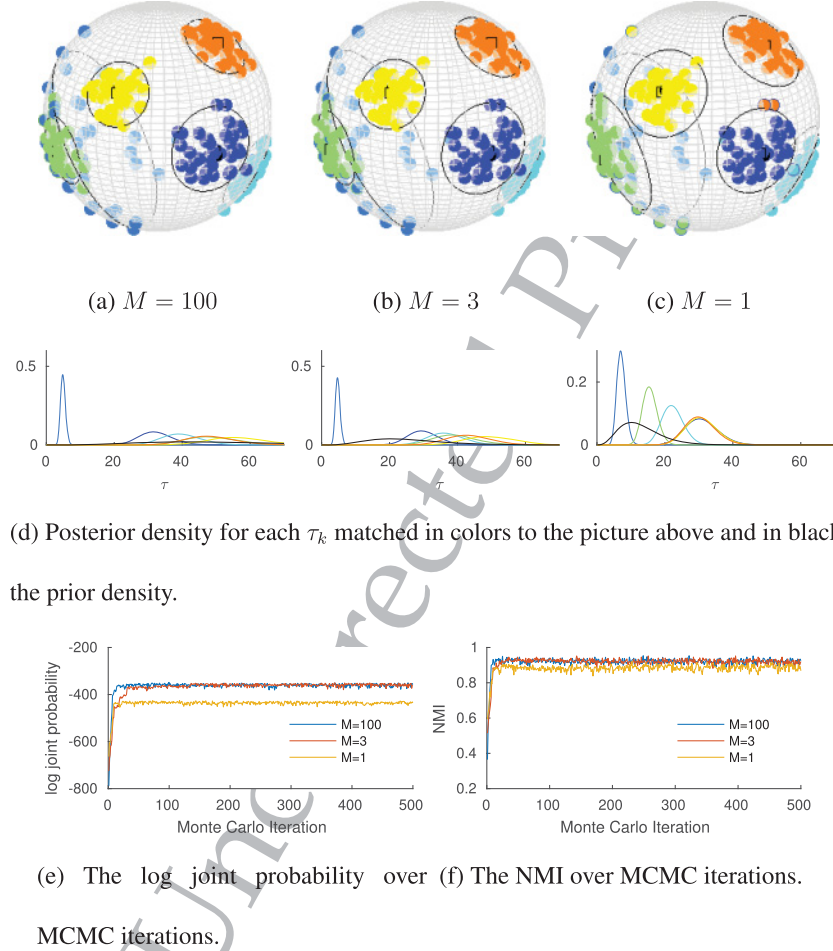 (a) M = 100
(b) M = 3
(c) M = 1
0.5
0
0 20 40 60
τ
0.5
0
0 20 40 60
τ
0.2
0
0 20 40 60
τ
(d) Posterior density for each τk matched in colors to the picture above and in black
the prior density.
-200
-400
-600
-800
log joint probability
M=100
M=3
M=1
0 100 200 300 400 500
Monte Carlo Iteration
1
0.8
0.6
0.4
0.2
NMI
M=100
M=3
M=1
0 100 200 300 400 500
Monte Carlo Iteration
(e) The log joint probability over
MCMC iterations.
(f) The NMI over MCMC iterations.